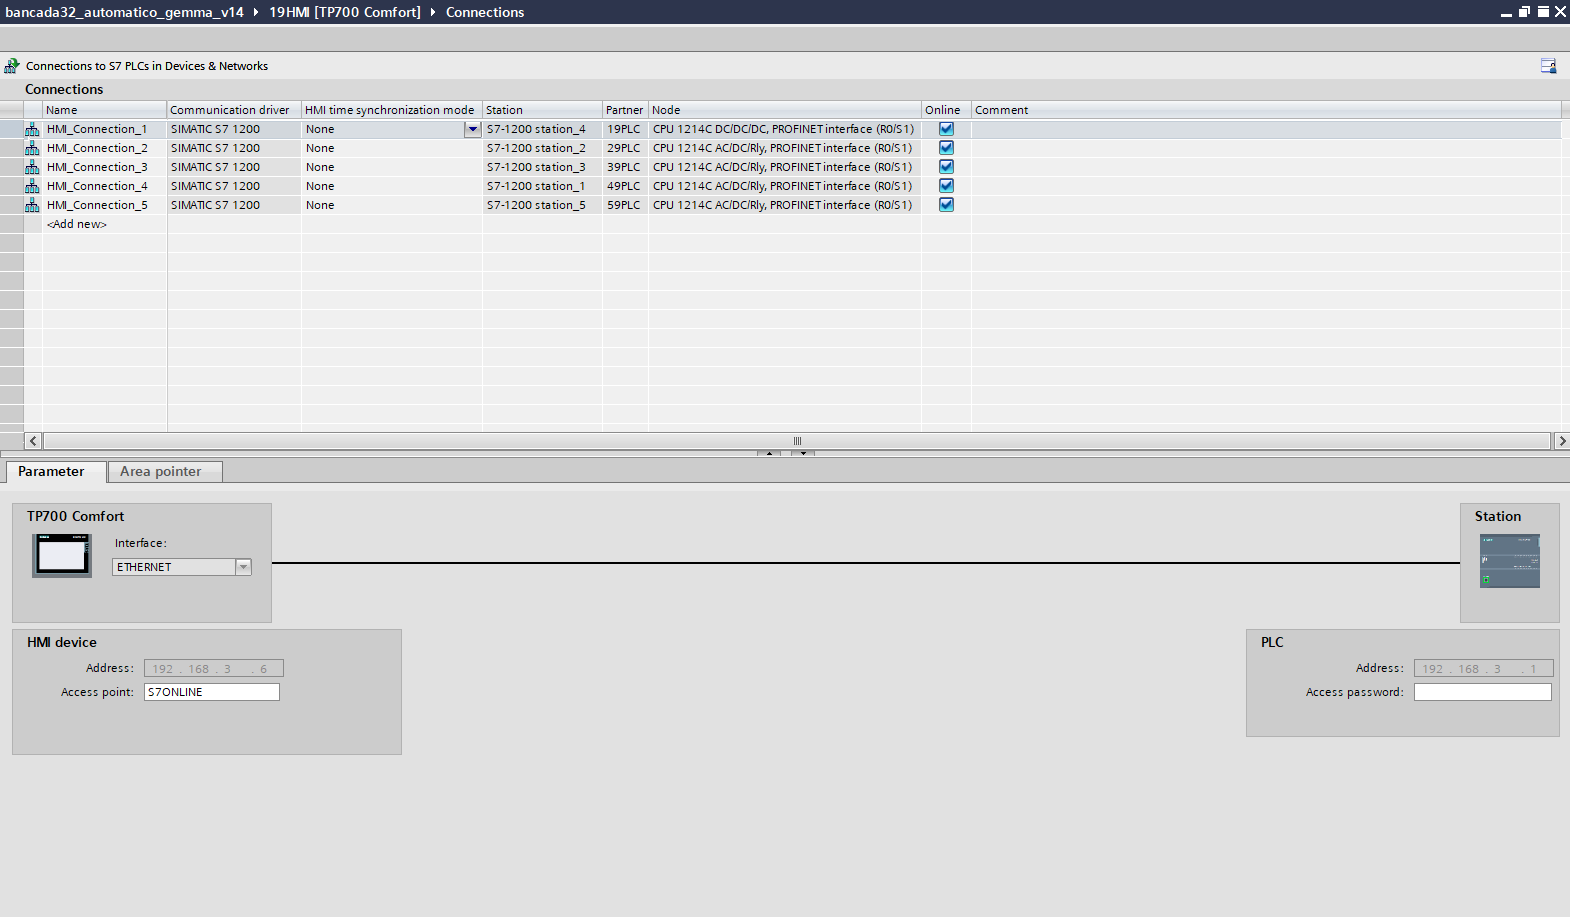 bancada32_automatico_gemma_v14 19HMI [TP700 Comfort] Connections
Connections to S7 PLCs in Devices & Networks
Connections
Name Communication driver HMI time synchronization mode Station Partner Node Online Comment
HMI_Connection_1 SIMATIC S7 1200 None S7-1200 station_4 19PLC CPU 1214C DC/DC/DC, PROFINET interface (R0/S1)
HMI_Connection_2 SIMATIC S7 1200 None S7-1200 station_2 29PLC CPU 1214C AC/DC/Rly, PROFINET interface (R0/S1)
HMI_Connection_3 SIMATIC S7 1200 None S7-1200 station_3 39PLC CPU 1214C AC/DC/Rly, PROFINET interface (R0/S1)
HMI_Connection_4 SIMATIC S7 1200 None S7-1200 station_1 49PLC CPU 1214C AC/DC/Rly, PROFINET interface (R0/S1)
HMI_Connection_5 SIMATIC S7 1200 None S7-1200 station_5 59PLC CPU 1214C AC/DC/Rly, PROFINET interface (R0/S1)
<Add new>
Parameter Area pointer
TP700 Comfort Station
Interface:
ETHERNET
HMI device PLC
Address: 192 . 168 . 3 . 6 Address: 192 . 168 . 3 . 1
Access point: S7ONLINE Access password: